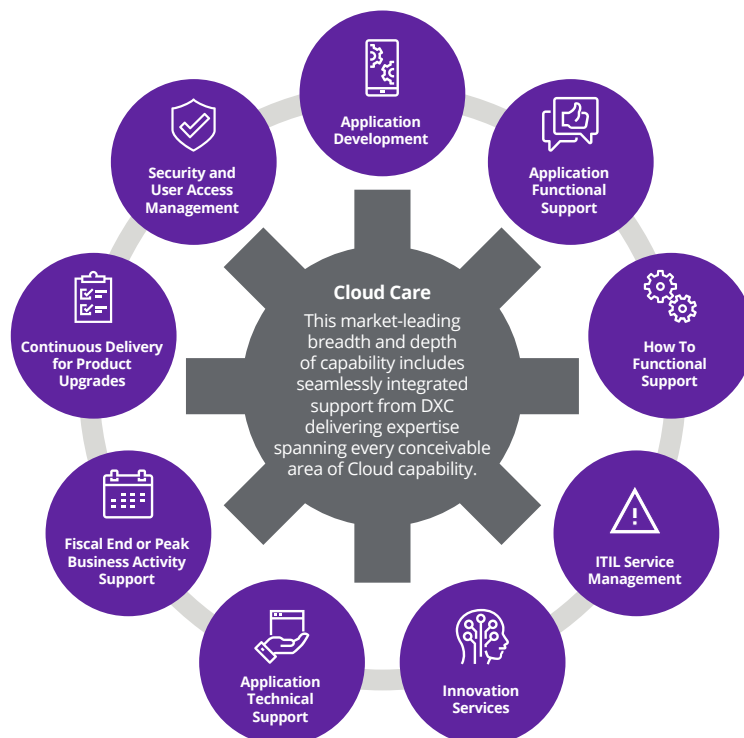 Application
Development
Application
Functional
Support
How To
Functional
Support
ITIL Service
Management
Innovation
Services
Application
Technical
Support
Fiscal End or Peak
Business Activity
Support
Continuous Delivery
for Product
Upgrades
Security and
User Access
Management
Cloud Care
This market-leading
breadth and depth
of capability includes
seamlessly integrated
support from DXC
delivering expertise
spanning every conceivable
area of Cloud capability.